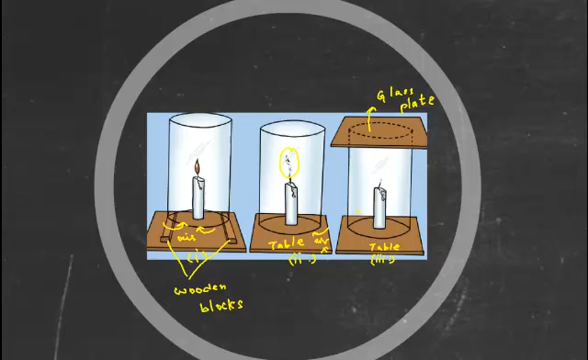 Glass
plate
air
(i)
Table
air
(ii)
Table
(iii)
wooden
blocks